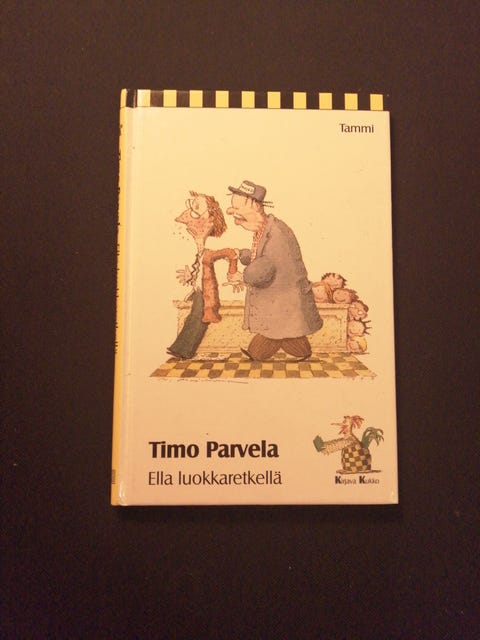 Tammi
Timo Parvela
Ella luokkaretkellä
Kirjava Kukko